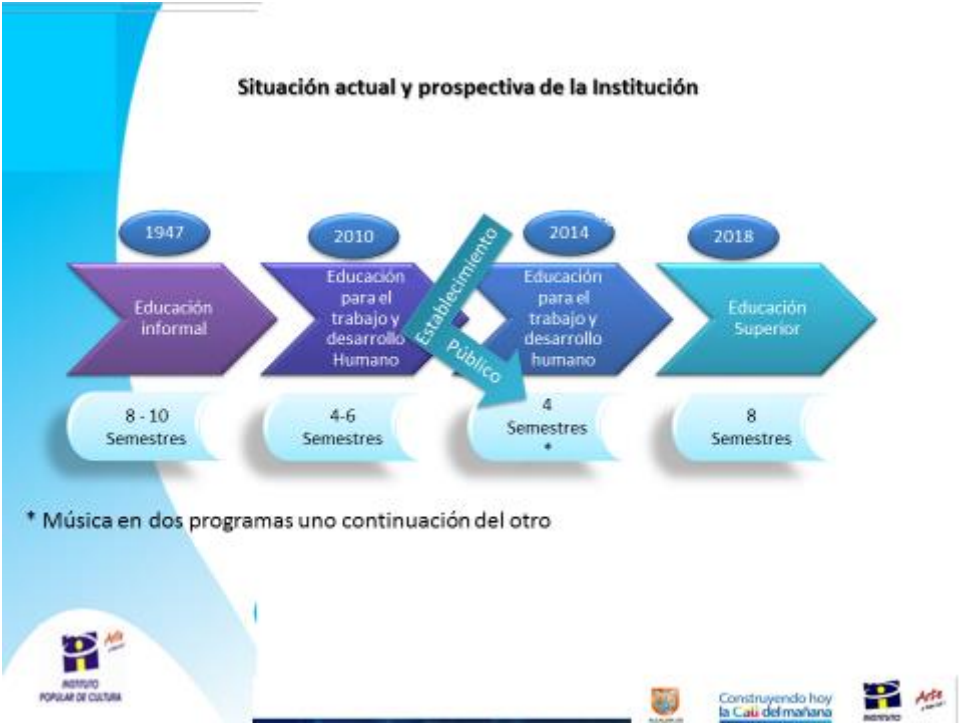 Situación actual y prospectiva de la Institución
1947
2010
2014
2018
Educación
informal
Educación
para el
trabajo y
desarrollo
Humano
Establecimiento
Público
Educación
para el
trabajo y
desarrollo
humano
Educación
Superior
8 - 10
Semestres
4-6
Semestres
4
Semestres
*
8
Semestres
* Música en dos programas uno continuación del otro
Arte
INSTITUTO
POPULAR DE CULTURA
Construyendo hoy
la Cali del mañana
INSTITUTO
Arte